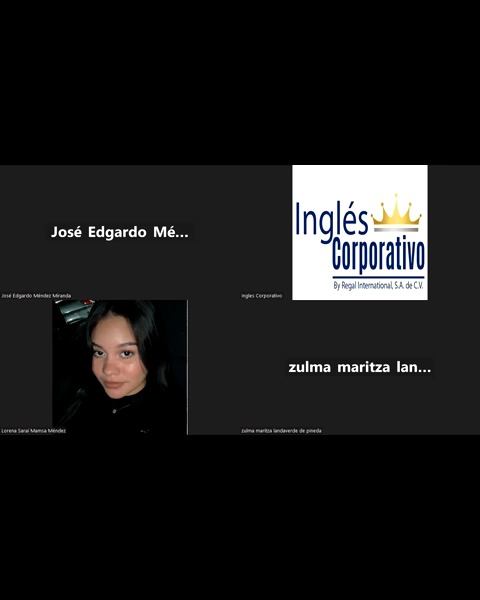 José Edgardo Mé...
José Edgardo Méndez Miranda
Inglés
Corporativo
By Regal International, S.A. de C.V.
Ingles Corporativo
Lorena Saraí Mamsa Méndez
zulma maritza lan...
zulma maritza landaverde de pineda